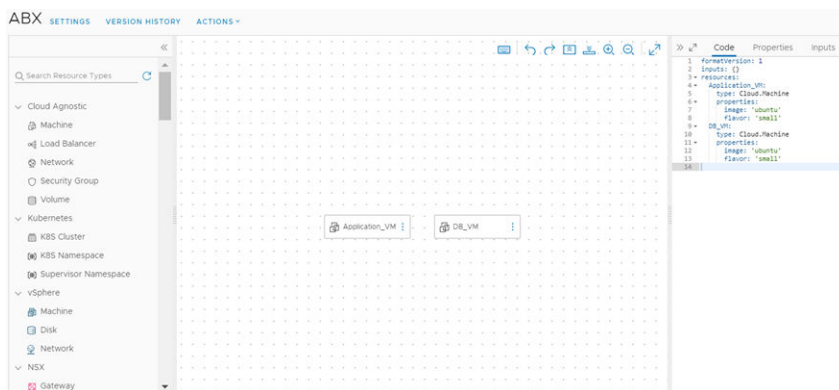 ABX SETTINGS VERSION HISTORY ACTIONS
Search Resource Types
Cloud Agnostic
Machine
Load Balancer
Network
Security Group
Volume
Kubernetes
K8S Cluster
K8S Namespace
Supervisor Namespace
vSphere
Machine
Disk
Network
NSX
Gateway
Application_VM
DB_VM
Code Properties Inputs
1 formatVersion: 1
2 inputs: {}
3 resources:
4 Application_VM:
5 type: Cloud.Machine
6 properties:
7 image: 'ubuntu'
8 flavor: 'small'
9 DB_VM:
10 type: Cloud.Machine
11 properties:
12 image: 'ubuntu'
13 flavor: 'small'
14